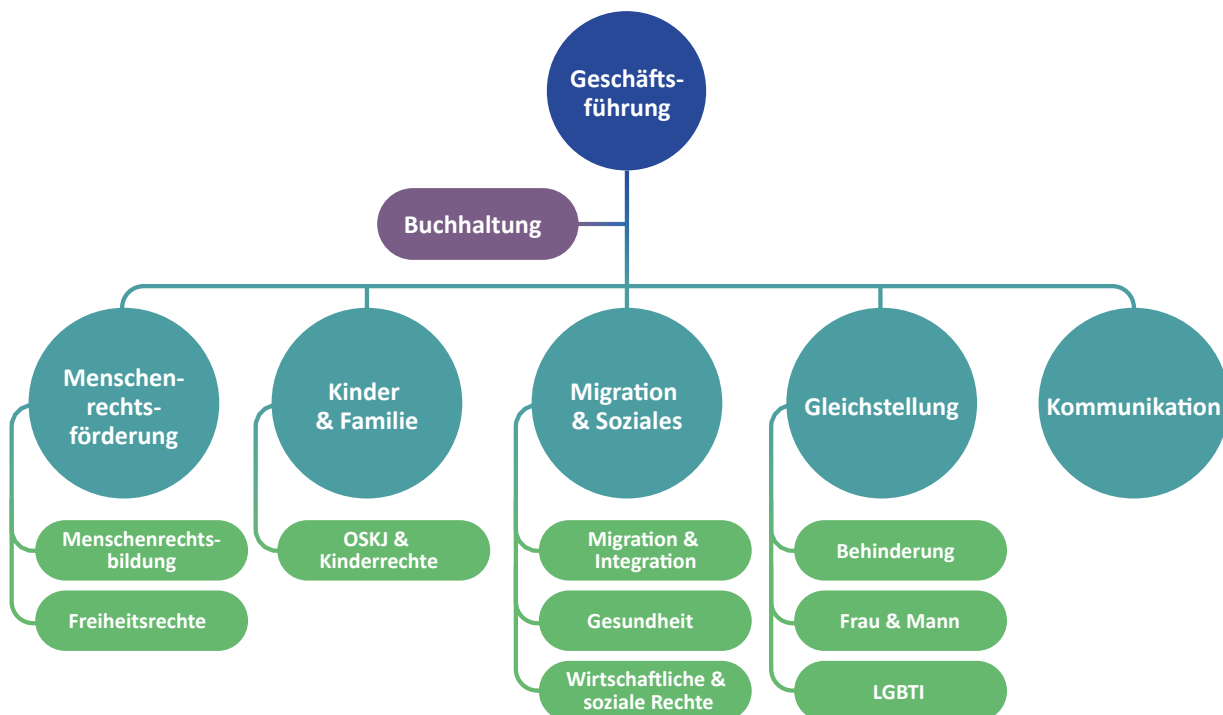 Geschäfts-
führung
Buchhaltung
Menschen-
rechts-
förderung
Kinder
& Familie
Migration
& Soziales
Gleichstellung
Kommunikation
Menschenrechts-
bildung
Freiheitsrechte
OSKJ &
Kinderrechte
Migration &
Integration
Gesundheit
Wirtschaftliche &
soziale Rechte
Behinderung
Frau & Mann
LGBTI